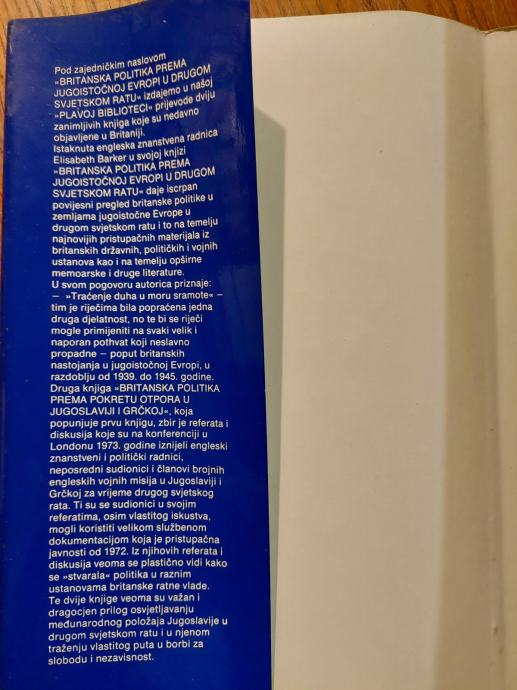 Pod zajedničkim naslovom
»BRITANSKA POLITIKA PREMA
JUGOISTOČNOJ EVROPI U DRUGOM
SVJETSKOM RATU« izdajemo u našoj
»PLAVOJ BIBLIOTECI« prijevode dviju
zanimljivih knjiga koje su nedavno
objavljene u Britaniji.
Istaknuta engleska znanstvena radnica
Elisabeth Barker u svojoj knjizi
»BRITANSKA POLITIKA PREMA
JUGOISTOČNOJ EVROPI U DRUGOM
SVJETSKOM RATU« daje iscrpan
povijesni pregled britanske politike u
zemljama jugoistočne Evrope u
drugom svjetskom ratu i to na temelju
najnovijih pristupačnih materijala iz
britanskih državnih, političkih i vojnih
ustanova kao i na temelju opširne
memoarske i druge literature.
U svom pogovoru autorica priznaje:
— »Traćenje duha u moru sramote« —
tim je riječima bila popraćena jedna
druga djelatnost, no te bi se riječi
mogle primijeniti na svaki velik i
naporan pothvat koji neslavno
propadne — poput britanskih
nastojanja u jugoistočnoj Evropi, u
razdoblju od 1939. do 1945. godine.
Druga knjiga »BRITANSKA POLITIKA
PREMA POKRETU OTPORA U
JUGOSLAVIJI I GRČKOJ«, koja
popunjuje prvu knjigu, zbir je referata i
diskusija koje su na konferenciji u
Londonu 1973. godine iznijeli engleski
znanstveni i politički radnici,
neposredni sudionici i članovi brojnih
engleskih vojnih misija u Jugoslaviji i
Grčkoj za vrijeme drugog svjetskog
rata. Ti su se sudionici u svojim
referatima, osim vlastitog iskustva,
mogli koristiti velikom službenom
dokumentacijom koja je pristupačna
javnosti od 1972. Iz njihovih referata i
diskusija veoma se plastično vidi kako
se »stvarala« politika u raznim
ustanovama britanske ratne vlade.
Te dvije knjige veoma su važan i
dragocjen prilog osvjetljavanju
međunarodnog položaja Jugoslavije u
drugom svjetskom ratu i u njenom
traženju vlastitog puta u borbi za
slobodu i nezavisnost.